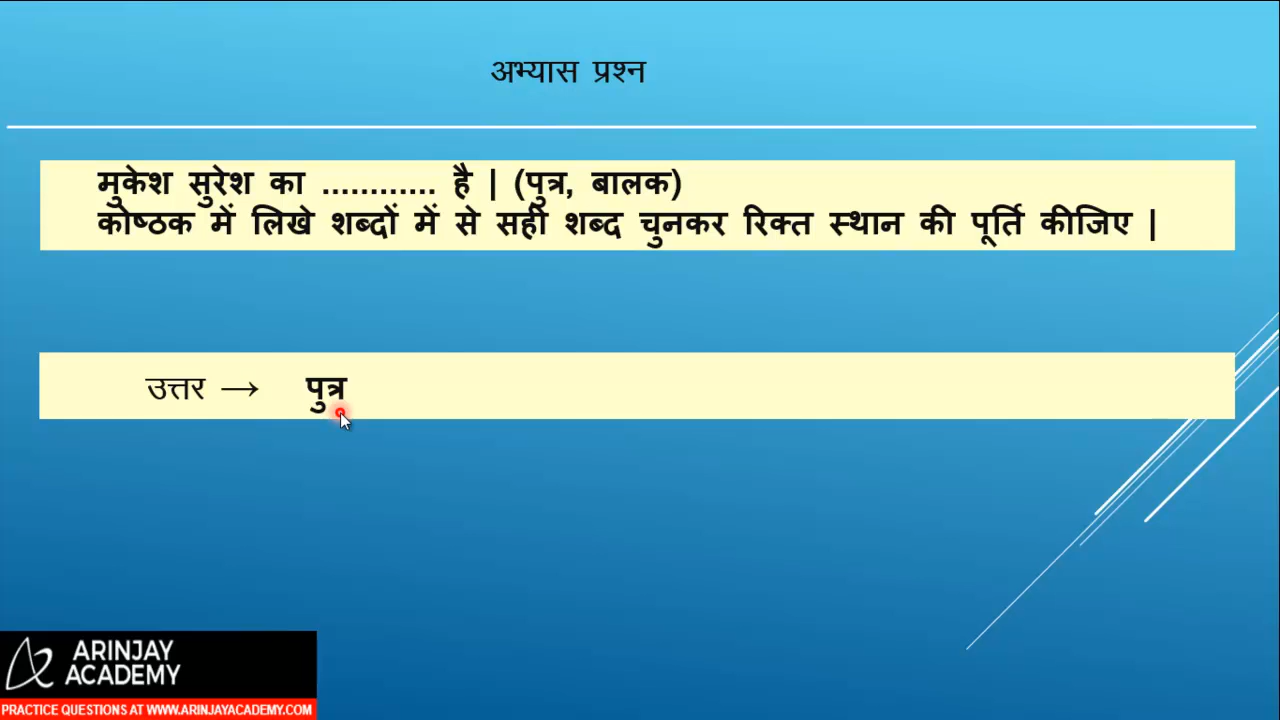 अभ्यास प्रश्न
मुकेश सुरेश का ............ है | (पुत्र, बालक)
कोष्ठक में लिखे शब्दों में से सही शब्द चुनकर रिक्त स्थान की पूर्ति कीजिए |
उत्तर → पुत्र
ARINJAY
ACADEMY
PRACTICE QUESTIONS AT WWW.ARINJAYACADEMY.COM